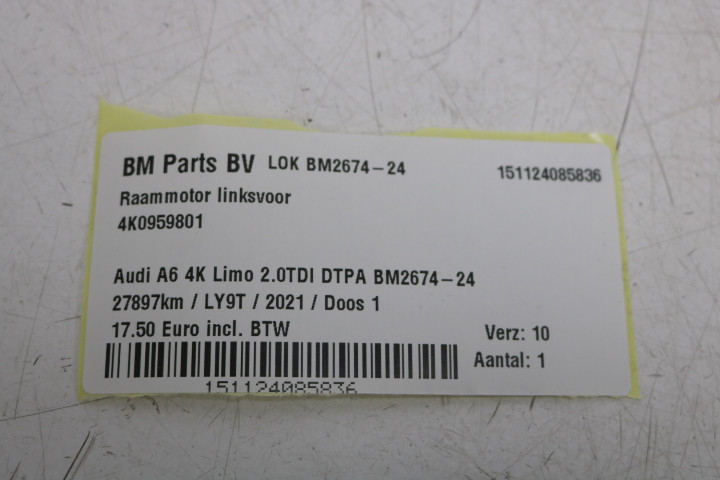 BM Parts BV LOK BM2674-24 151124085836
Raammotor linksvoor
4K0959801
Audi A6 4K Limo 2.0TDI DTPA BM2674-24
27897km / LY9T / 2021 / Doos 1
17.50 Euro incl. BTW Verz: 10
Aantal: 1
151124085836